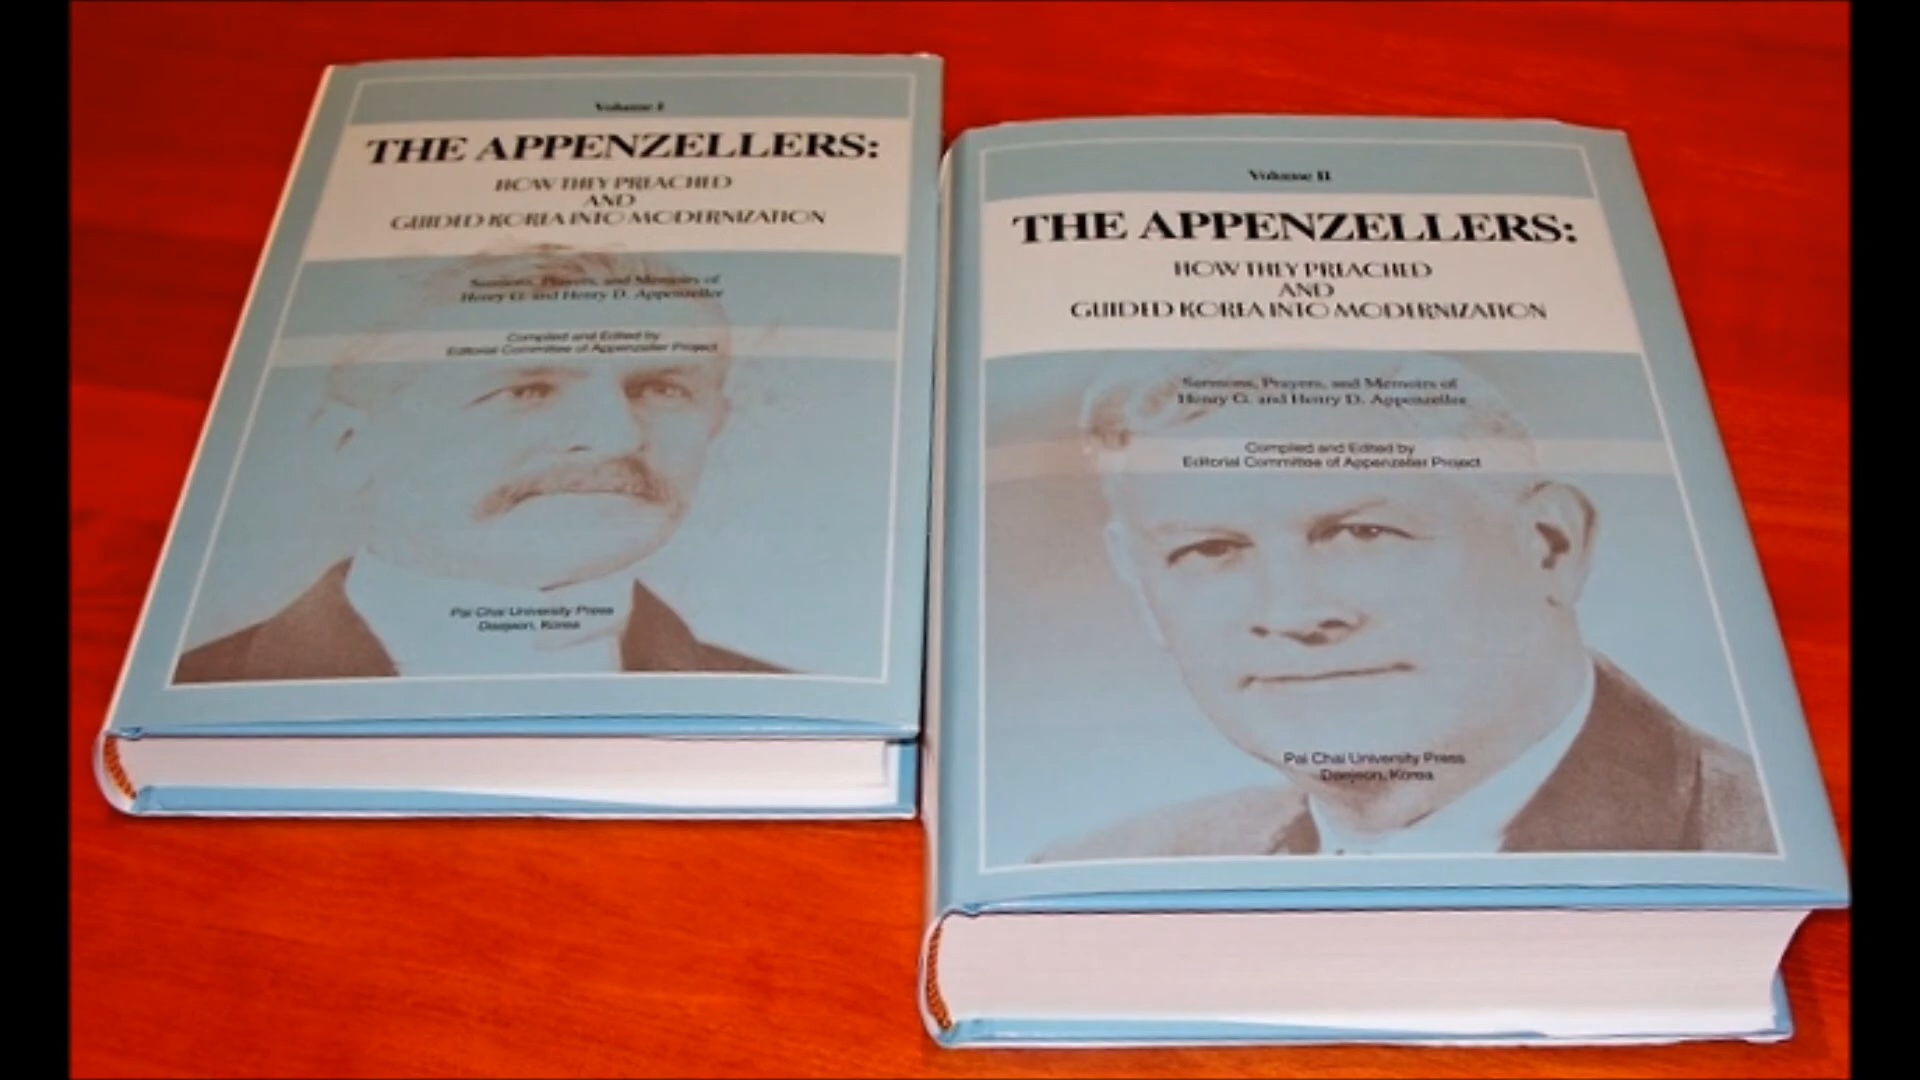 Volume I
THE APPENZELLERS:
HOW THEY PREACHED
AND
GUIDED KOREA INTO MODERNIZATION
Sermons, Prayers, and Memoirs of
Henry G. and Henry D. Appenzeller
Compiled and Edited by
Editorial Committee of Appenzeller Project
Pai Chai University Press
Daejeon, Korea
Volume II
THE APPENZELLERS:
HOW THEY PREACHED
AND
GUIDED KOREA INTO MODERNIZATION
Sermons, Prayers, and Memoirs of
Henry G. and Henry D. Appenzeller
Compiled and Edited by
Editorial Committee of Appenzeller Project
Pai Chai University Press
Daejeon, Korea